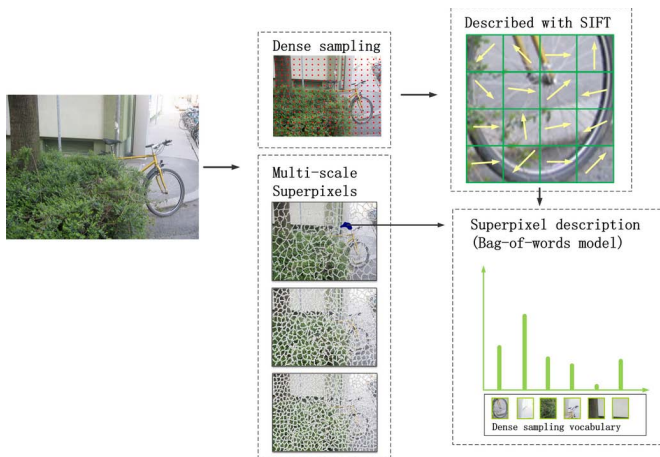 Dense sampling
Described with SIFT
Multi-scale
Superpixels
Superpixel description
(Bag-of-words model)
Dense sampling vocabulary